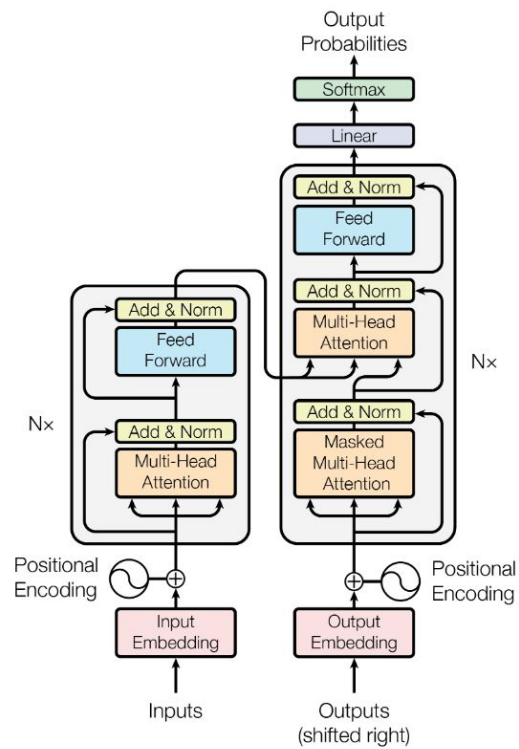 Output
Probabilities
Softmax
Linear
Add & Norm
Feed
Forward
Add & Norm
Multi-Head
Attention
Add & Norm
Masked
Multi-Head
Attention
N×
Add & Norm
Feed
Forward
Add & Norm
Multi-Head
Attention
N×
Positional
Encoding
Input
Embedding
Inputs
Positional
Encoding
Output
Embedding
Outputs
(shifted right)